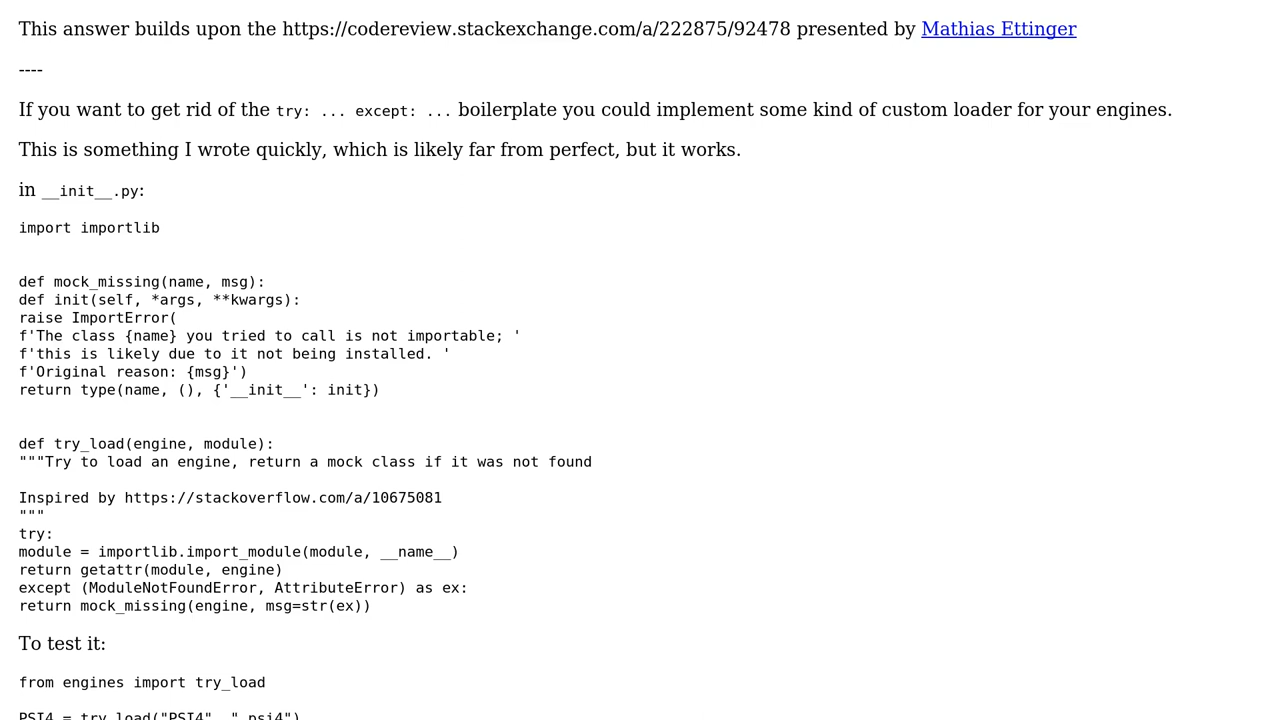 This answer builds upon the https://codereview.stackexchange.com/a/222875/92478 presented by Mathias Ettinger
----
If you want to get rid of the try: ... except: ... boilerplate you could implement some kind of custom loader for your engines.
This is something I wrote quickly, which is likely far from perfect, but it works.
in __init__.py:
import importlib
def mock_missing(name, msg):
def init(self, *args, **kwargs):
raise ImportError(
f'The class {name} you tried to call is not importable; '
f'this is likely due to it not being installed. '
f'Original reason: {msg}')
return type(name, (), {'__init__': init})
def try_load(engine, module):
"""Try to load an engine, return a mock class if it was not found
Inspired by https://stackoverflow.com/a/10675081
"""
try:
module = importlib.import_module(module, __name__)
return getattr(module, engine)
except (ModuleNotFoundError, AttributeError) as ex:
return mock_missing(engine, msg=str(ex))
To test it:
from engines import try_load
PSI4 = try_load("PSI4", ".psi4")